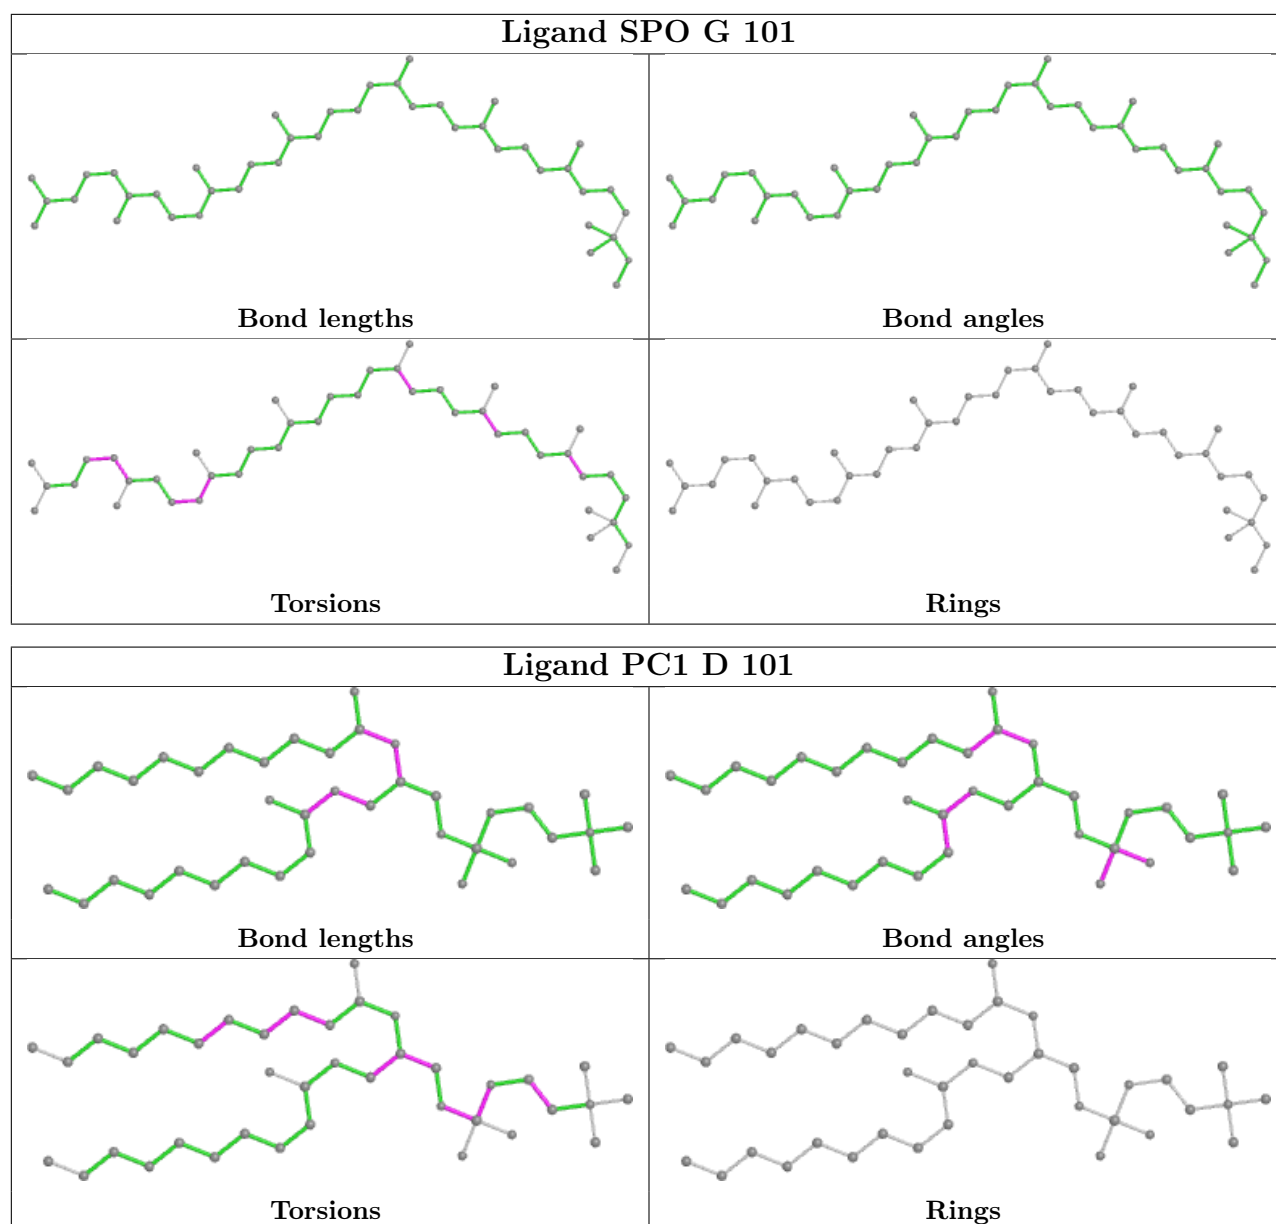 Ligand SPO G 101
Bond lengths
Bond angles
Torsions
Rings
Ligand PC1 D 101
Bond lengths
Bond angles
Torsions
Rings